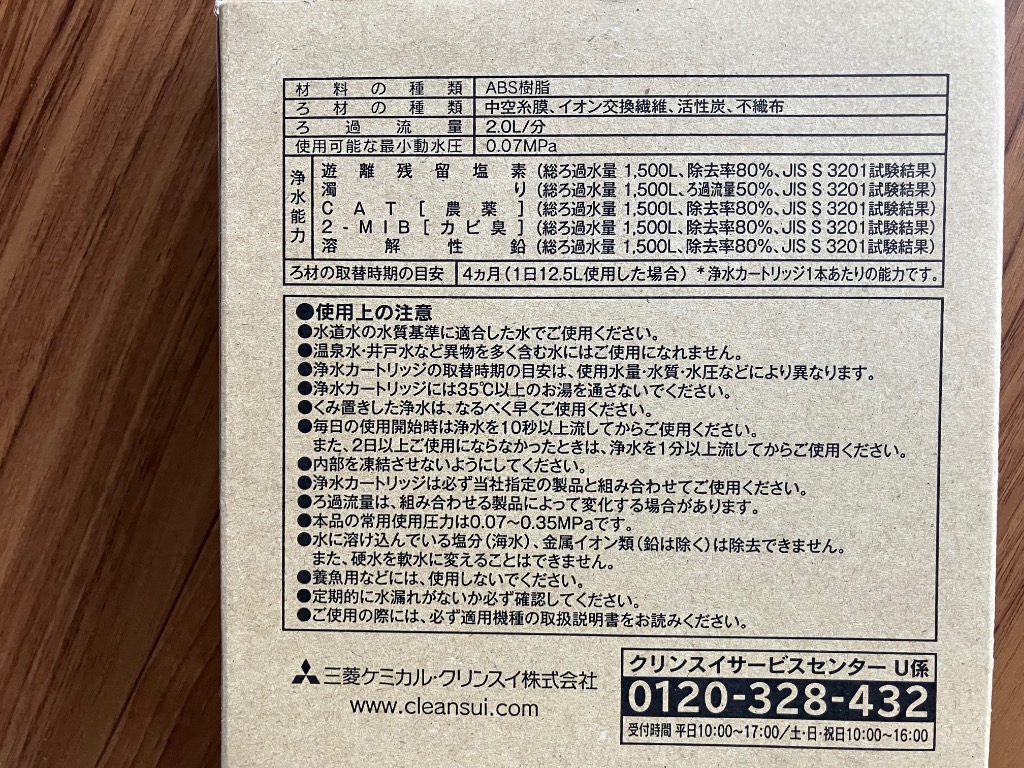 材料の種類 ABS樹脂
ろ材の種類 中空糸膜、イオン交換繊維、活性炭、不織布
ろ過流量 2.0L/分
使用可能な最小動水圧 0.07MPa
浄水能力
遊離残留塩素 (総ろ過水量 1,500L、除去率80%、JIS S 3201試験結果)
濁り (総ろ過水量 1,500L、ろ過流量50%、JIS S 3201試験結果)
CAT[農薬] (総ろ過水量 1,500L、除去率80%、JIS S 3201試験結果)
2-MIB[カビ臭] (総ろ過水量 1,500L、除去率80%、JIS S 3201試験結果)
溶解性鉛 (総ろ過水量 1,500L、除去率80%、JIS S 3201試験結果)
ろ材の取替時期の目安 4ヵ月(1日12.5L使用した場合) *浄水カートリッジ1本あたりの能力です。
●使用上の注意
●水道水の水質基準に適合した水でご使用ください。
●温泉水・井戸水など異物を多く含む水にはご使用になれません。
●浄水カートリッジの取替時期の目安は、使用水量・水質・水圧などにより異なります。
●浄水カートリッジには35℃以上のお湯を通さないでください。
●くみ置きした浄水は、なるべく早くご使用ください。
●毎日の使用開始時は浄水を10秒以上流してからご使用ください。
また、2日以上ご使用にならなかったときは、浄水を1分以上流してからご使用ください。
●内部を凍結させないようにしてください。
●浄水カートリッジは必ず当社指定の製品と組み合わせてご使用ください。
●ろ過流量は、組み合わせる製品によって変化する場合があります。
●本品の常用使用圧力は0.07〜0.35MPaです。
●水に溶け込んでいる塩分(海水)、金属イオン類(鉛は除く)は除去できません。
また、硬水を軟水に変えることはできません。
●養魚用などには、使用しないでください。
●定期的に水漏れがないか必ず確認してください。
●ご使用の際には、必ず適用機種の取扱説明書をお読みください。
三菱ケミカル・クリンスイ株式会社
www.cleansui.com
クリンスイサービスセンター U係
0120-328-432
受付時間 平日10:00〜17:00/土・日・祝日10:00〜16:00